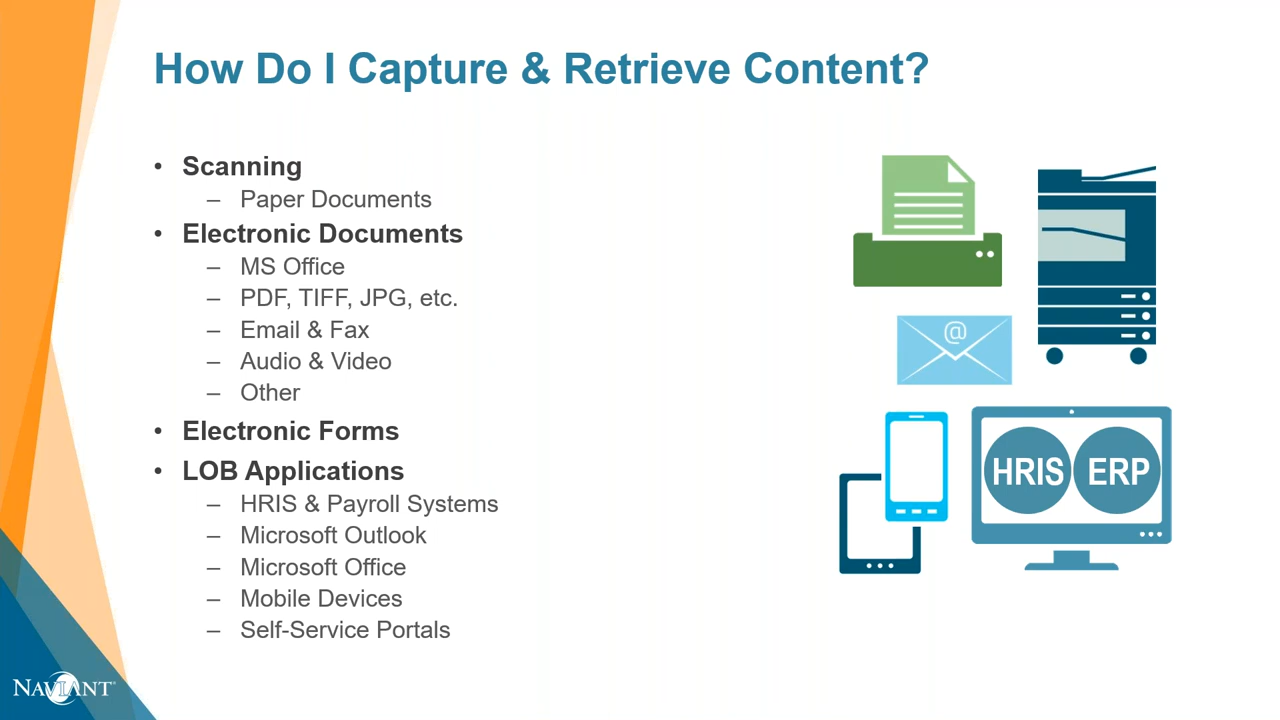 How Do I Capture & Retrieve Content?
• Scanning
– Paper Documents
• Electronic Documents
– MS Office
– PDF, TIFF, JPG, etc.
– Email & Fax
– Audio & Video
– Other
• Electronic Forms
• LOB Applications
– HRIS & Payroll Systems
– Microsoft Outlook
– Microsoft Office
– Mobile Devices
– Self-Service Portals
@
HRIS ERP
NAVIANT